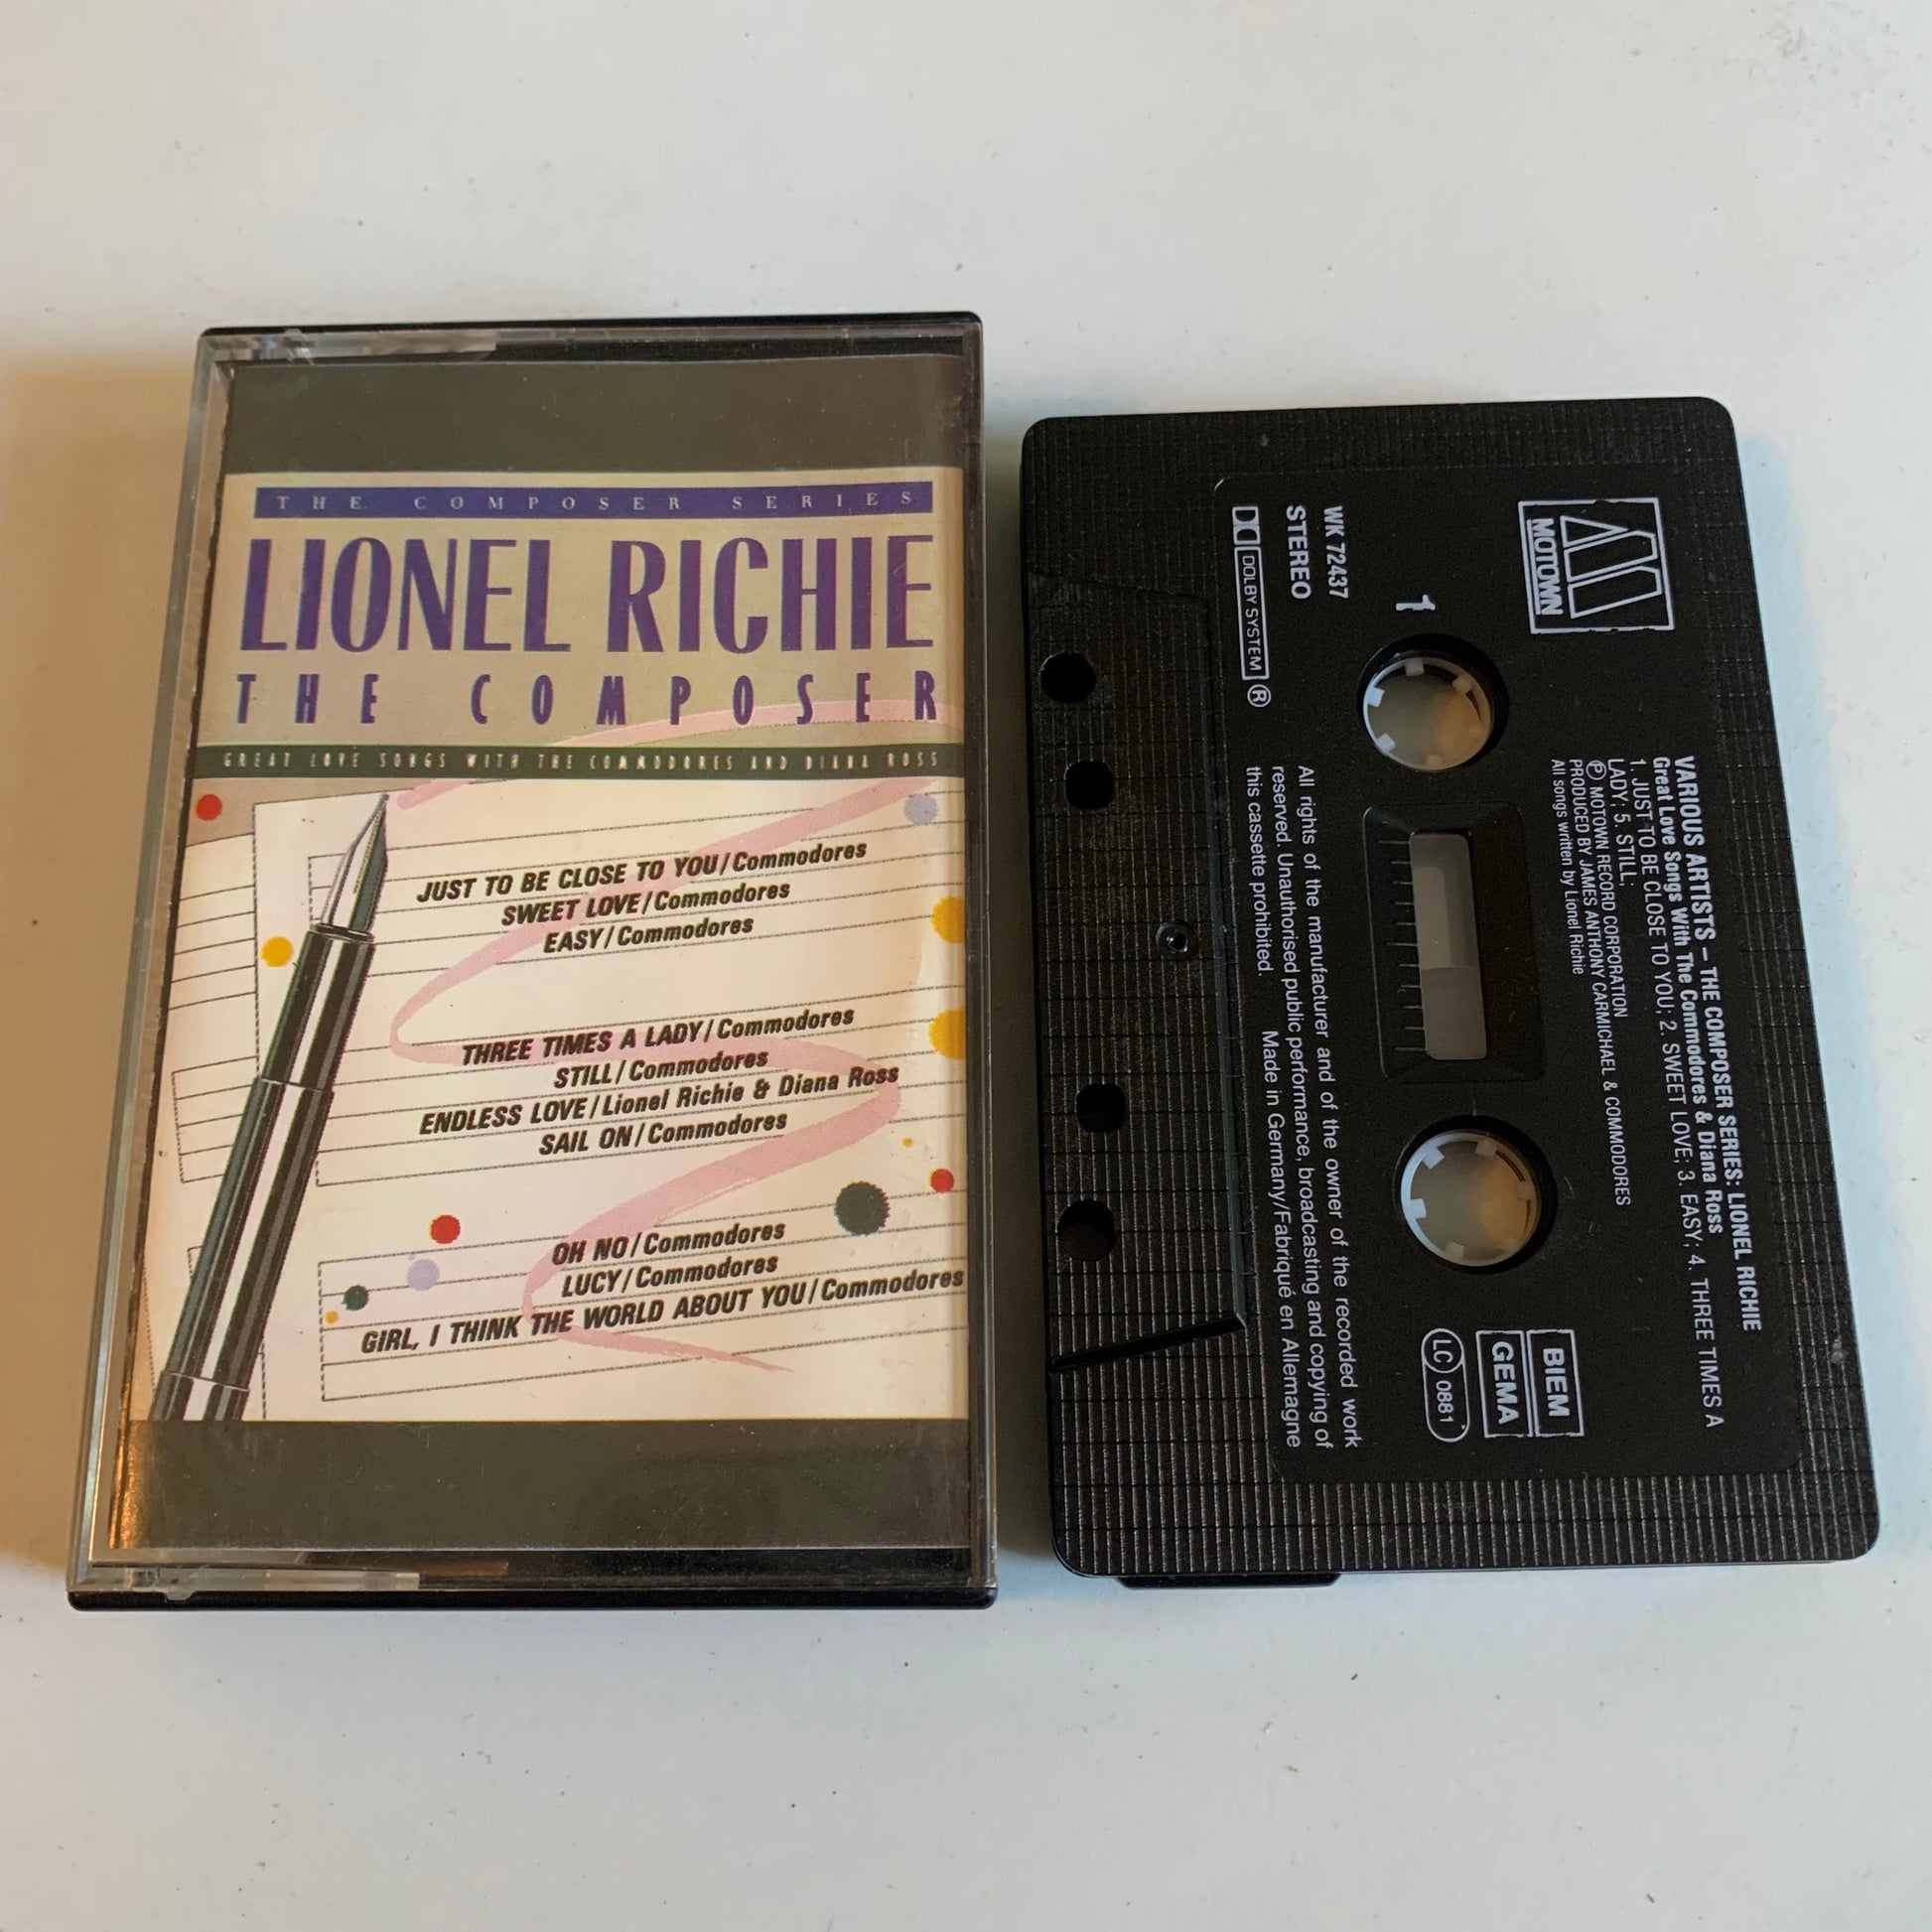 THE COMPOSER SERIES
LIONEL RICHIE
THE COMPOSER
GREAT LOVE SONGS WITH THE COMMODORES AND DIANA ROSS
JUST TO BE CLOSE TO YOU/Commodores
SWEET LOVE/Commodores
EASY/Commodores
THREE TIMES A LADY/Commodores
STILL/Commodores
ENDLESS LOVE/Lionel Richie & Diana Ross
SAIL ON/Commodores
OH NO/Commodores
LUCY/Commodores
GIRL, I THINK THE WORLD ABOUT YOU/Commodores
MOTOWN
VARIOUS ARTISTS – THE COMPOSER SERIES: LIONEL RICHIE
Great Love Songs With The Commodores & Diana Ross
1. JUST TO BE CLOSE TO YOU; 2. SWEET LOVE; 3. EASY; 4. THREE TIMES A
LADY; 5. STILL;
Ⓟ MOTOWN RECORD CORPORATION
PRODUCED BY JAMES ANTHONY CARMICHAEL & COMMODORES
All songs written by Lionel Richie
1
WK 72437
STEREO
DOLBY SYSTEM ®
BIEM
GEMA
LC 0881
All rights of the manufacturer and of the owner of the recorded work
reserved. Unauthorised public performance, broadcasting and copying of
this cassette prohibited. Made in Germany/Fabriqué en Allemagne